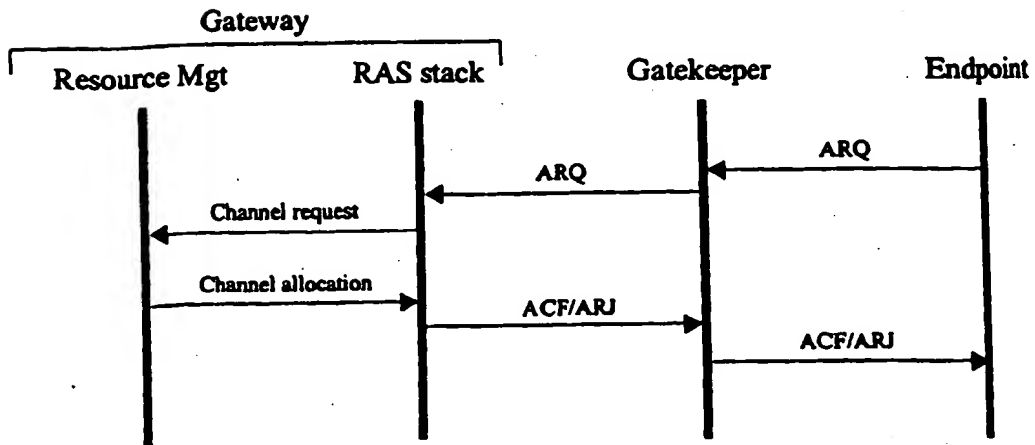 Gateway
Resource Mgt
RAS stack
Gatekeeper
Endpoint
ARQ
ARQ
Channel request
Channel allocation
ACF/ARJ
ACF/ARJ